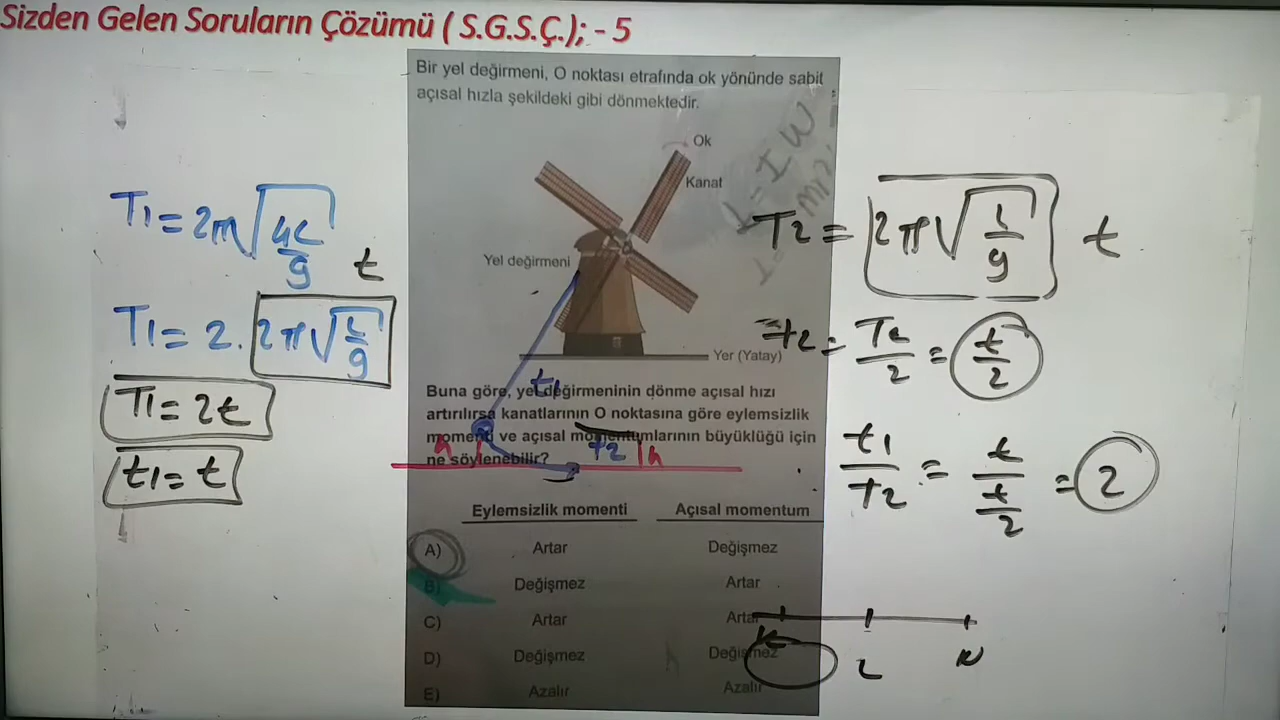 Sizden Gelen Soruların Çözümü ( S.G.S.Ç.); - 5
Bir yel değirmeni, O noktası etrafında ok yönünde sabit
açısal hızla şekildeki gibi dönmektedir.
Ok
Kanat
Yel değirmeni
Yer (Yatay)
Buna göre, yel değirmeninin dönme açısal hızı
artırılırsa kanatlarının O noktasına göre eylemsizlik
momenti ve açısal momentumlarının büyüklüğü için
ne söylenebilir?
Eylemsizlik momenti Açısal momentum
A) Artar Değişmez
B) Değişmez Artar
C) Artar Artar
D) Değişmez Değişmez
E) Azalır Azalır
T1 = 2π√(4L/g) t
T1 = 2. 2π√(L/g)
T1 = 2t
t1 = t
T2 = 2π√(L/g) t
t2 = T2/2 = t/2
t1/t2 = t/(t/2) = 2
t1
t2
h
h
K L N
L = I W